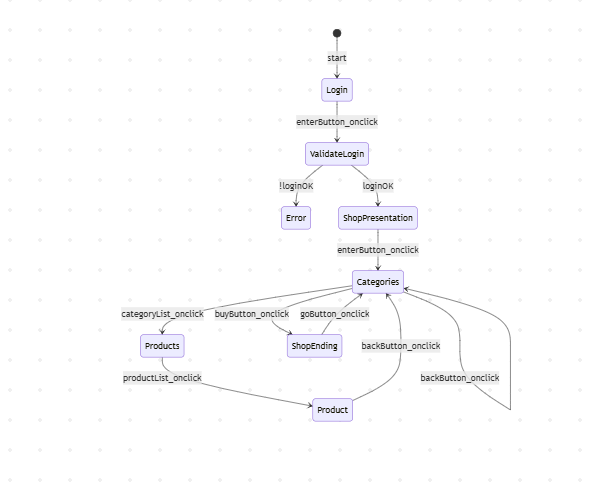 start
Login
enterButton_onclick
ValidateLogin
!loginOK
loginOK
Error
ShopPresentation
enterButton_onclick
Categories
categoryList_onclick
buyButton_onclick
goButton_onclick
Products
ShopEnding
backButton_onclick
productList_onclick
backButton_onclick
Product